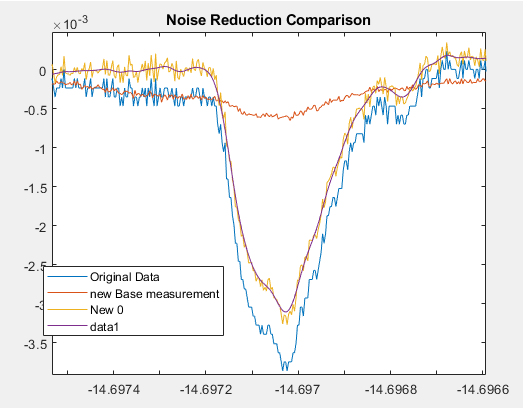 Noise Reduction Comparison
×10-3
0
-0.5
-1
-1.5
-2
-2.5
-3
-3.5
Original Data
new Base measurement
New 0
data1
-14.6974 -14.6972 -14.697 -14.6968 -14.6966